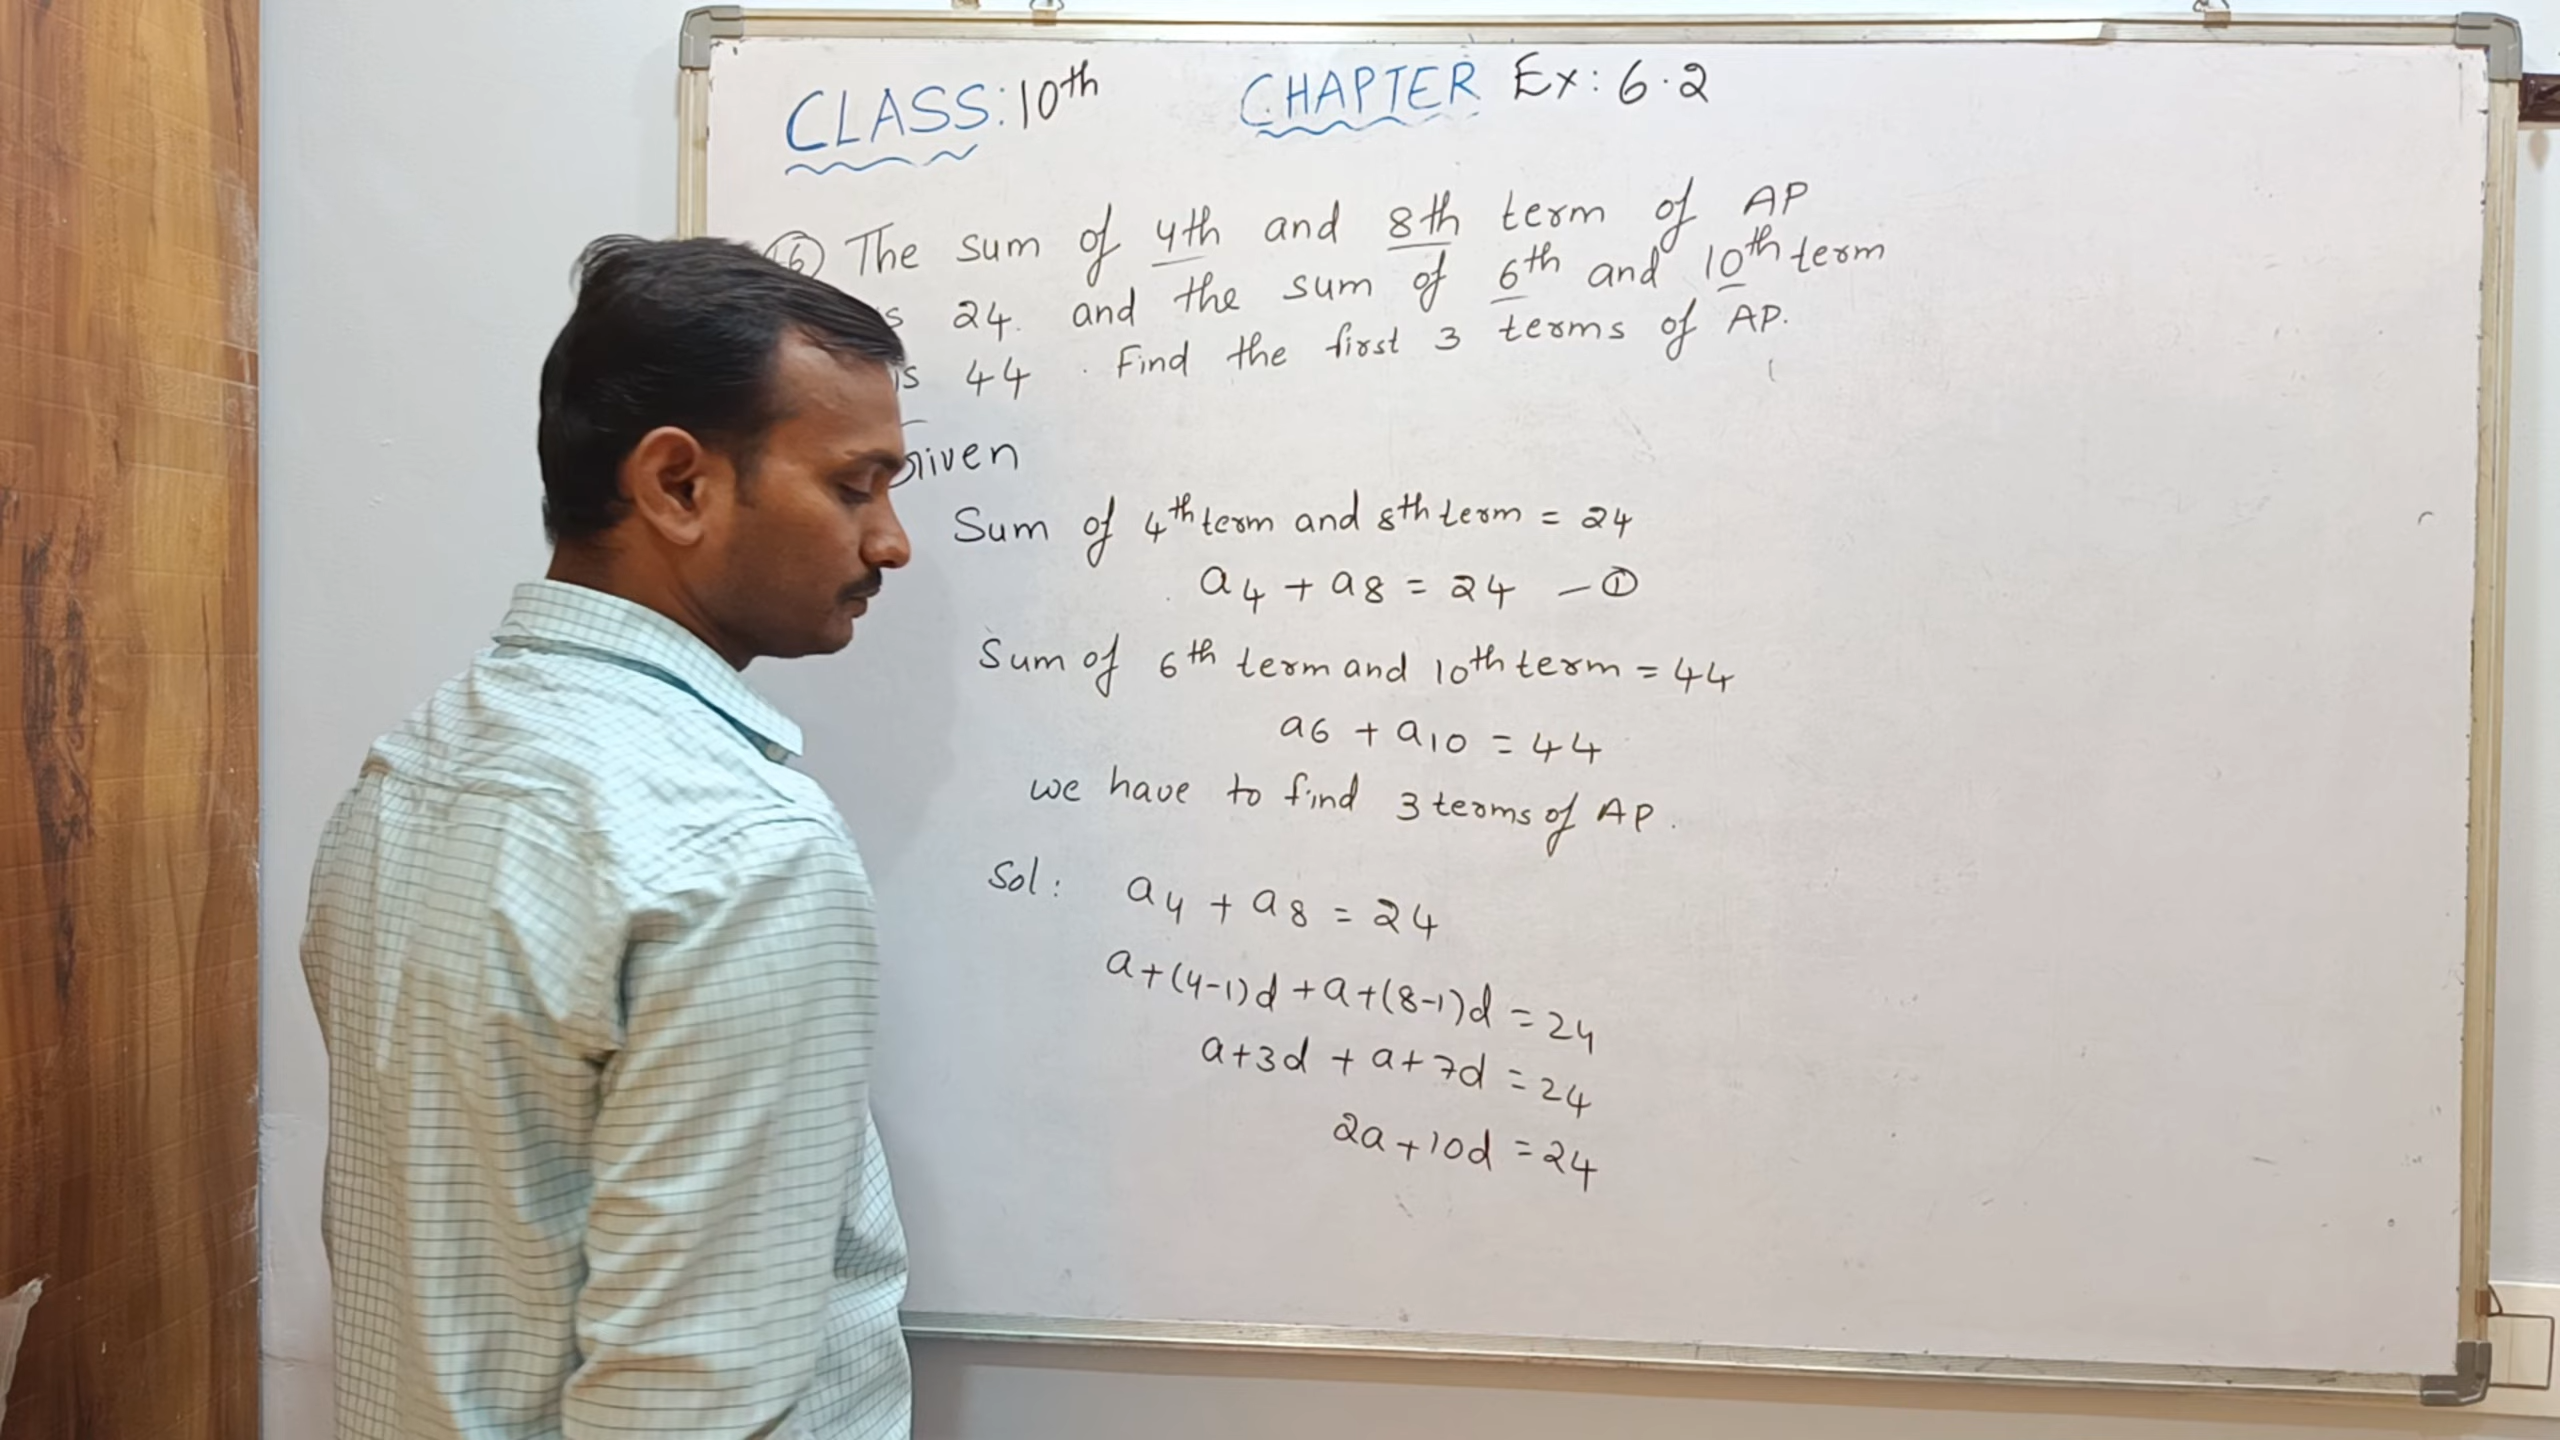 CLASS: 10th CHAPTER Ex: 6.2
The sum of 4th and 8th term of AP
24. and the sum of 6th and 10th term
44. Find the first 3 terms of AP.
Given
Sum of 4th term and 8th term = 24
a4 + a8 = 24 - ①
Sum of 6th term and 10th term = 44
a6 + a10 = 44
we have to find 3 terms of AP.
Sol: a4 + a8 = 24
a+(4-1)d + a+(8-1)d = 24
a+3d + a+7d = 24
2a+10d = 24